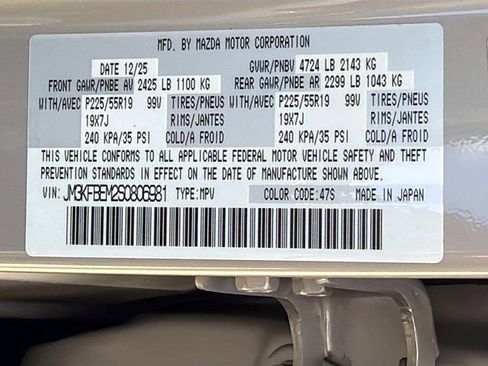 MFD. BY MAZDA MOTOR CORPORATION
DATE 12/25 GVWR/PNBV 4724 LB 2143 KG
FRONT GAWR/PNBE AV 2425 LB 1100 KG REAR GAWR/PNBE AR 2299 LB 1043 KG
WITH/AVEC P225/55R19 99V TIRES/PNEUS WITH/AVEC P225/55R19 99V TIRES/PNEUS
19X7J RIMS/JANTES 19X7J RIMS/JANTES
240 KPA/35 PSI COLD/A FROID 240 KPA/35 PSI COLD/A FROID
THIS VEHICLE CONFORMS TO ALL APPLICABLE FEDERAL MOTOR VEHICLE SAFETY AND THEFT
PREVENTION STANDARDS IN EFFECT ON THE DATE OF MANUFACTURE SHOWN ABOVE.
VIN: JM3KFBEM2S0806981 TYPE:MPV COLOR CODE:47S MADE IN JAPAN